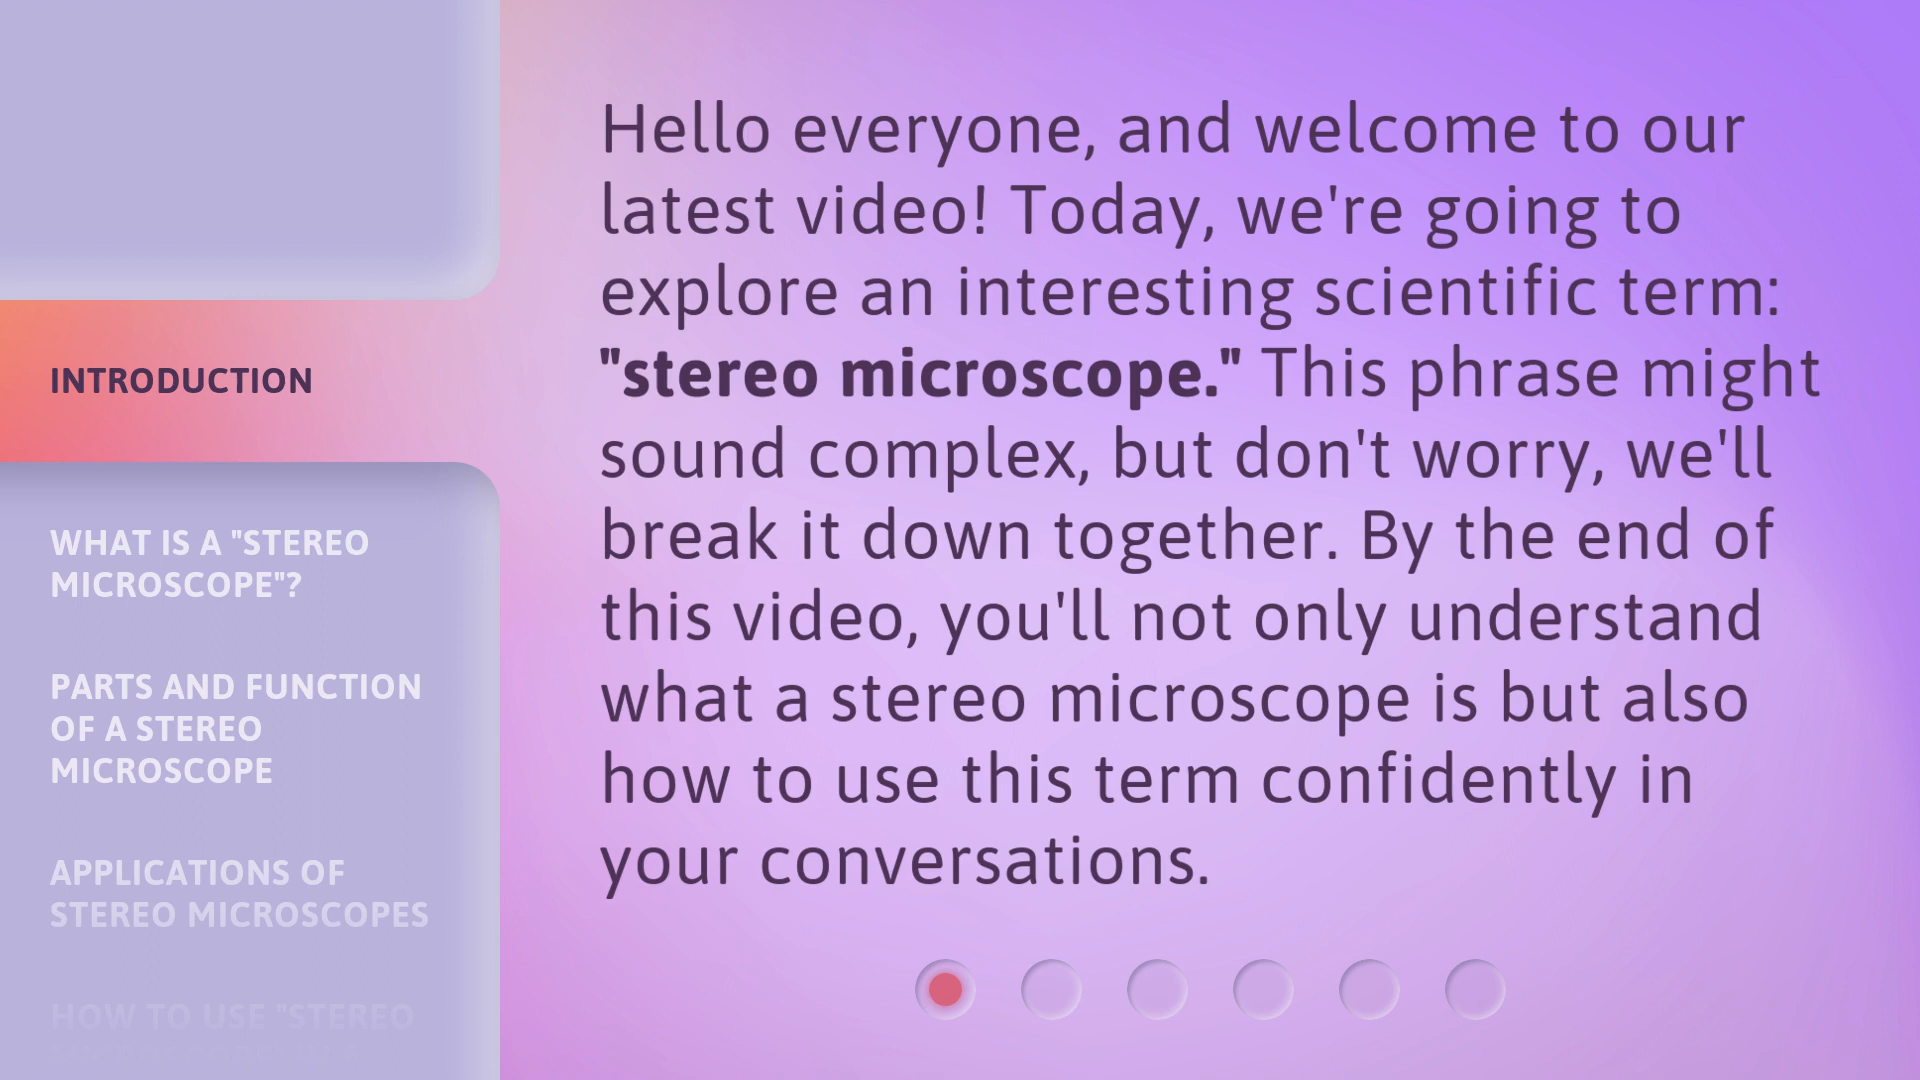 INTRODUCTION
WHAT IS A "STEREO
MICROSCOPE"?
PARTS AND FUNCTION
OF A STEREO
MICROSCOPE
APPLICATIONS OF
STEREO MICROSCOPES
HOW TO USE "STEREO
Hello everyone, and welcome to our
latest video! Today, we're going to
explore an interesting scientific term:
"stereo microscope." This phrase might
sound complex, but don't worry, we'll
break it down together. By the end of
this video, you'll not only understand
what a stereo microscope is but also
how to use this term confidently in
your conversations.